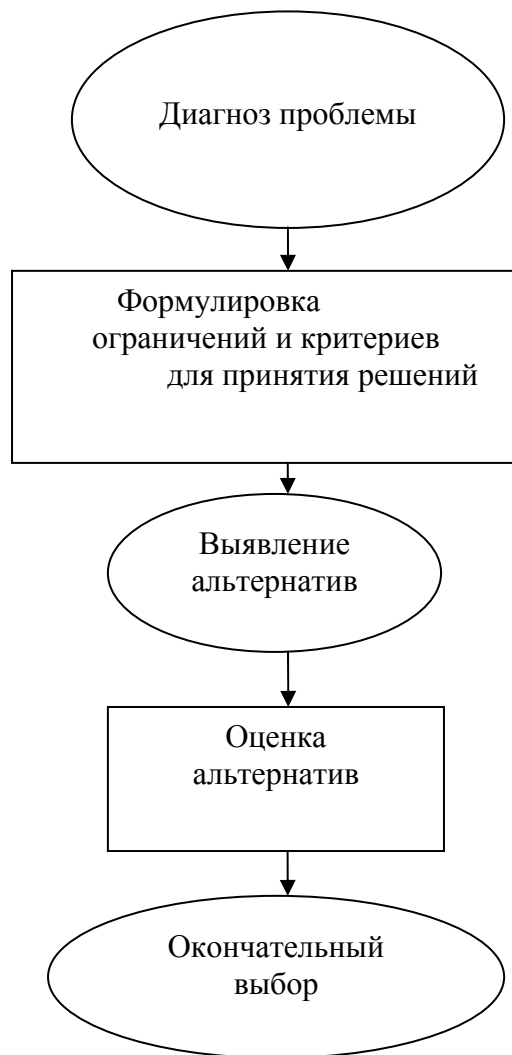 Диагноз проблемы
Формулировка
ограничений и критериев
для принятия решений
Выявление
альтернатив
Оценка
альтернатив
Окончательный
выбор